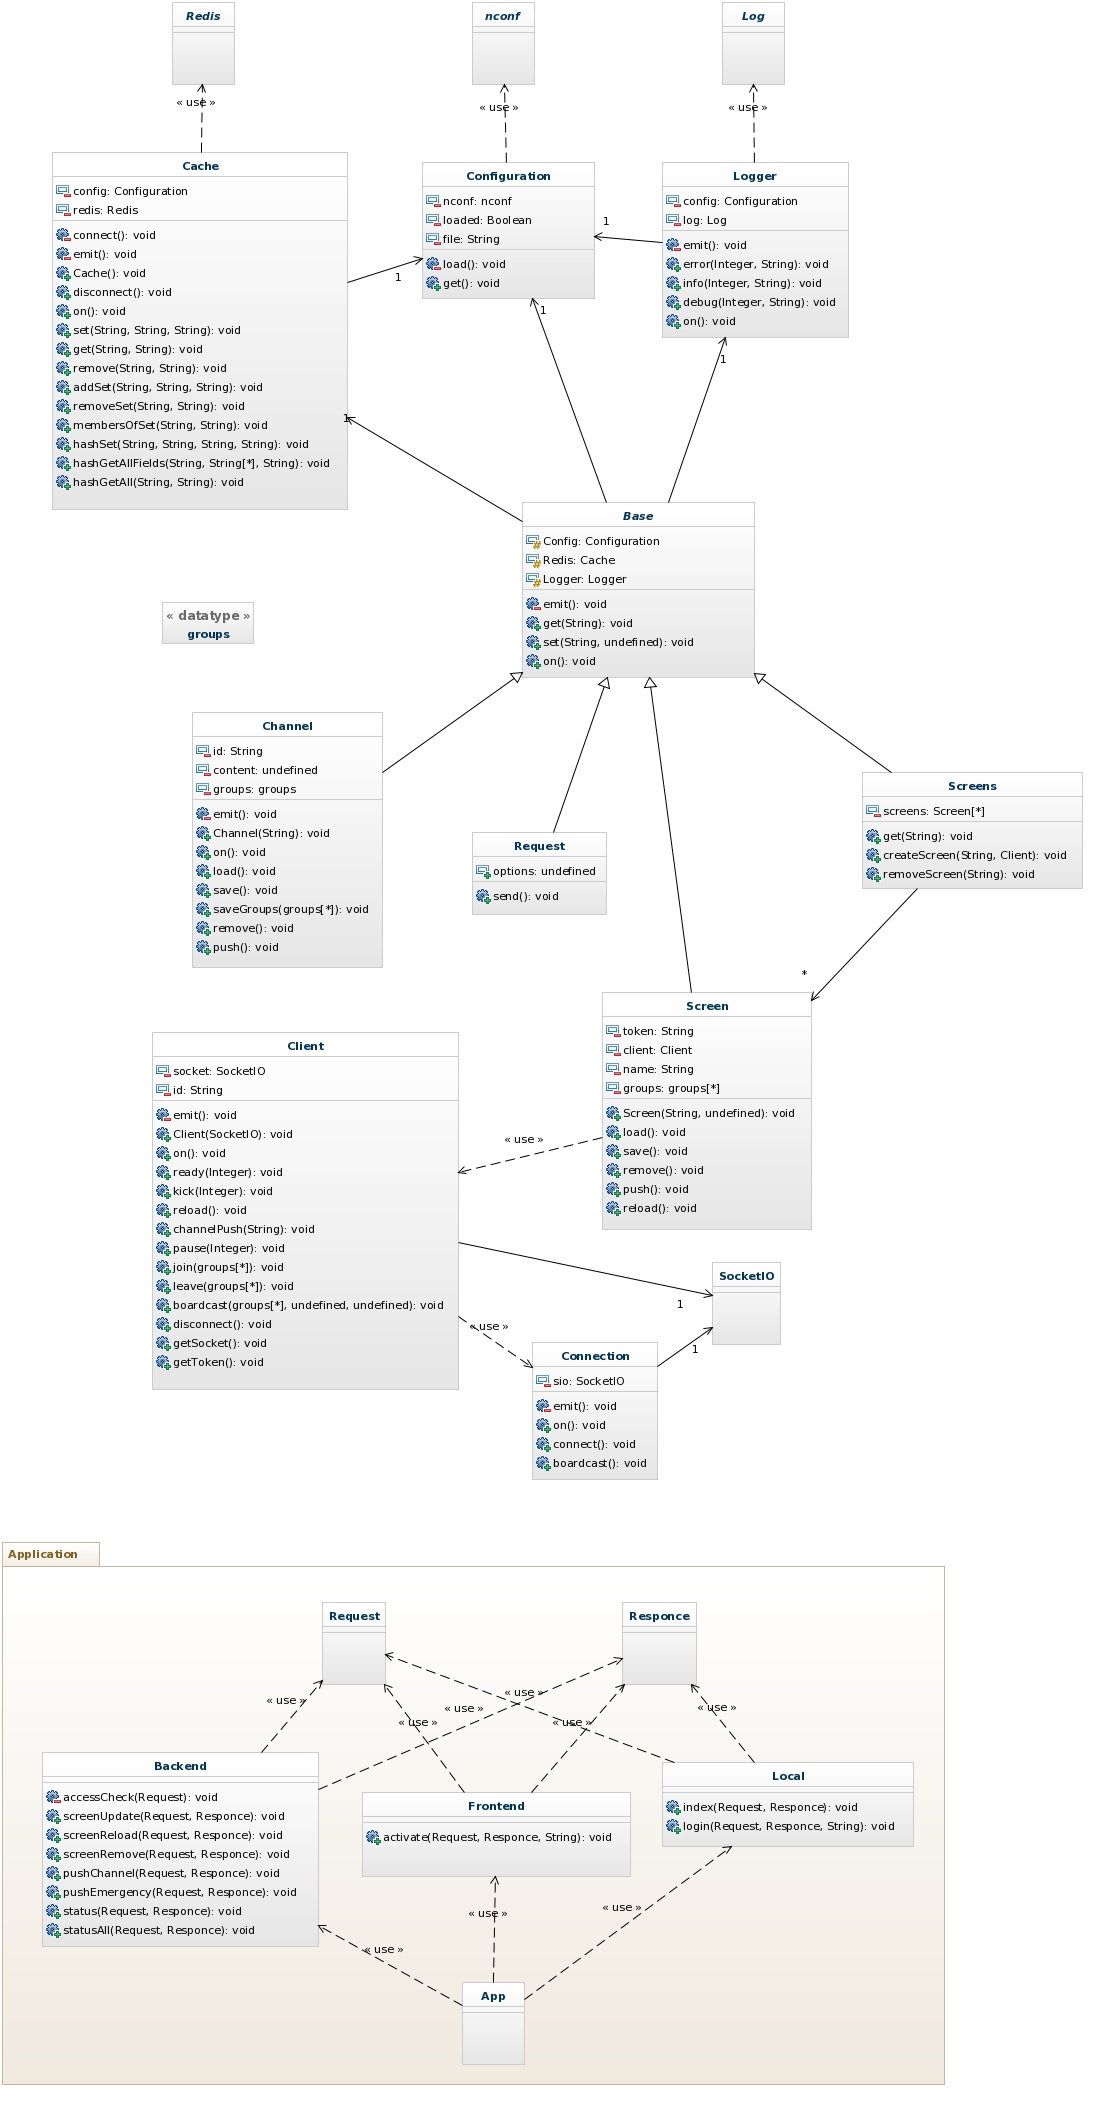 Redis
nconf
Log
« use »
« use »
« use »
Cache
config: Configuration
redis: Redis
connect(): void
emit(): void
Cache(): void
disconnect(): void
on(): void
set(String, String, String): void
get(String, String): void
remove(String, String): void
addSet(String, String, String): void
removeSet(String, String): void
membersOfSet(String, String): void
hashSet(String, String, String, String): void
hashGetAllFields(String, String[*], String): void
hashGetAll(String, String): void
Configuration
nconf: nconf
loaded: Boolean
file: String
load(): void
get(): void
Logger
config: Configuration
log: Log
emit(): void
error(Integer, String): void
info(Integer, String): void
debug(Integer, String): void
on(): void
1
1
1
1
1
Base
Config: Configuration
Redis: Cache
Logger: Logger
emit(): void
get(String): void
set(String, undefined): void
on(): void
« datatype »
groups
Channel
id: String
content: undefined
groups: groups
emit(): void
Channel(String): void
on(): void
load(): void
save(): void
saveGroups(groups[*]): void
remove(): void
push(): void
Request
options: undefined
send(): void
Screens
screens: Screen[*]
get(String): void
createScreen(String, Client): void
removeScreen(String): void
*
Screen
token: String
client: Client
name: String
groups: groups[*]
Screen(String, undefined): void
load(): void
save(): void
remove(): void
push(): void
reload(): void
Client
socket: SocketIO
id: String
emit(): void
Client(SocketIO): void
on(): void
ready(Integer): void
kick(Integer): void
reload(): void
channelPush(String): void
pause(Integer): void
join(groups[*]): void
leave(groups[*]): void
boardcast(groups[*], undefined, undefined): void
disconnect(): void
getSocket(): void
getToken(): void
« use »
SocketIO
1
« use »
1
Connection
sio: SocketIO
emit(): void
on(): void
connect(): void
boardcast(): void
Application
Request
Responce
« use »
« use »
« use »
« use »
« use »
« use »
Backend
accessCheck(Request): void
screenUpdate(Request, Responce): void
screenReload(Request, Responce): void
screenRemove(Request, Responce): void
pushChannel(Request, Responce): void
pushEmergency(Request, Responce): void
status(Request, Responce): void
statusAll(Request, Responce): void
Frontend
activate(Request, Responce, String): void
Local
index(Request, Responce): void
login(Request, Responce, String): void
« use »
« use »
« use »
App